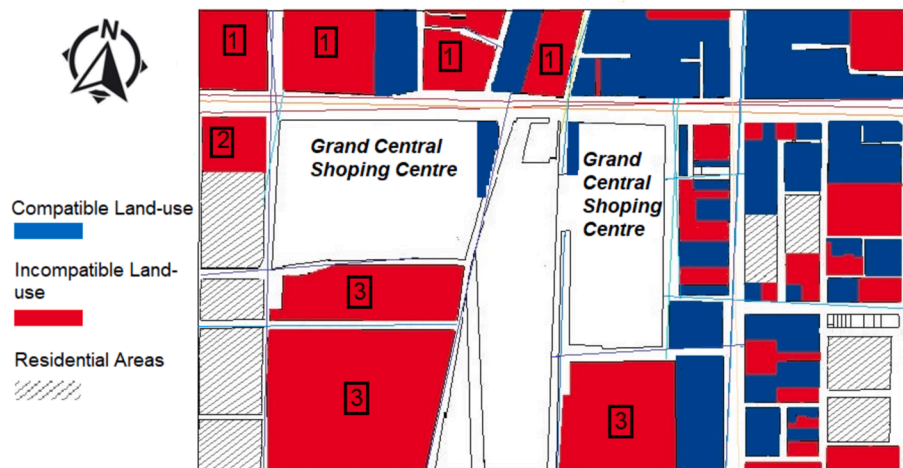 N
1
1
1
1
2
Grand Central
Shoping Centre
Grand
Central
Shoping
Centre
Compatible Land-use
Incompatible Land-
use
Residential Areas
3
3
3